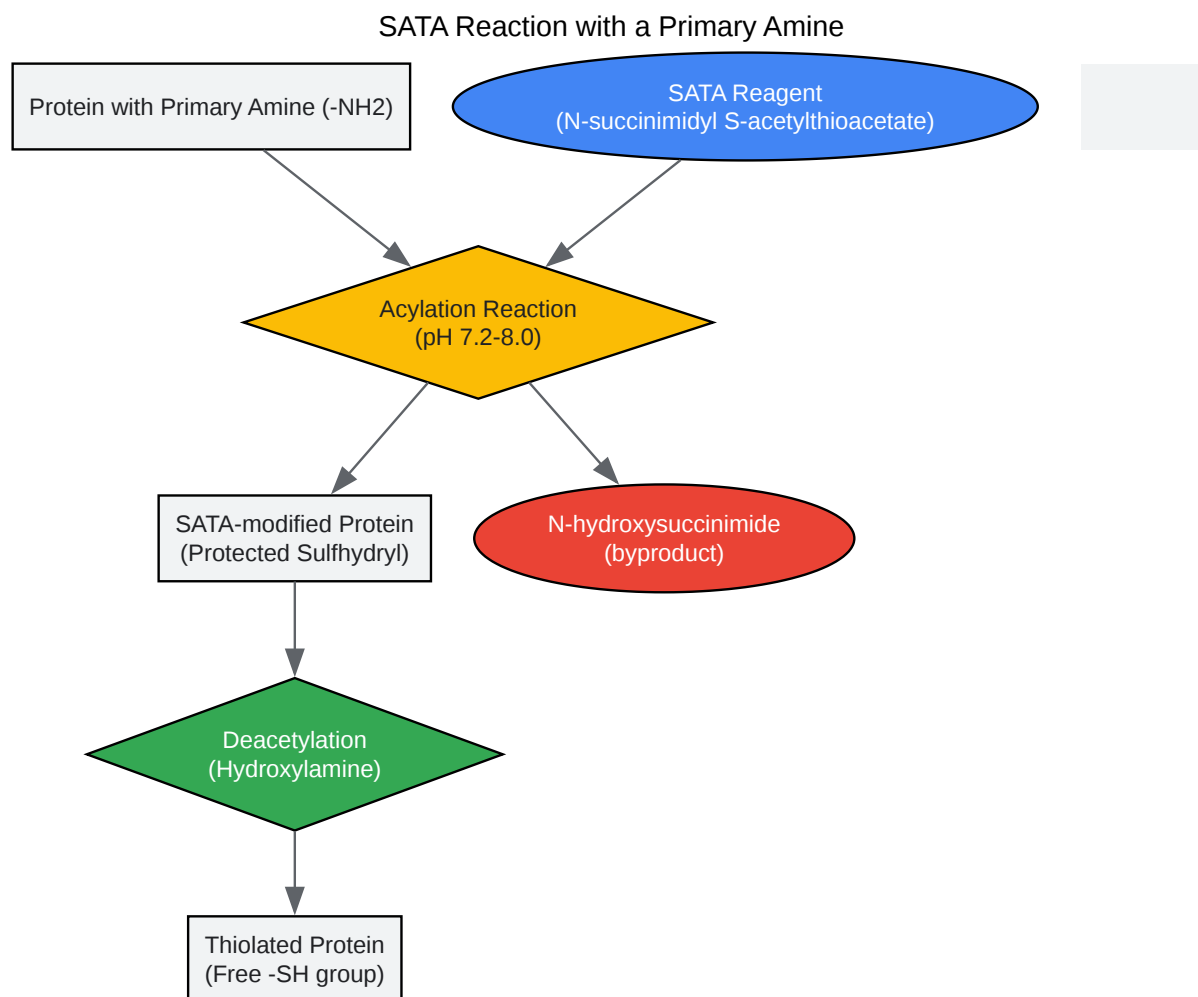 SATA Reaction with a Primary Amine
Protein with Primary Amine (-NH2)
SATA Reagent
(N-succinimidyl S-acetylthioacetate)
Acylation Reaction
(pH 7.2-8.0)
SATA-modified Protein
(Protected Sulfhydryl)
N-hydroxysuccinimide
(byproduct)
Deacetylation
(Hydroxylamine)
Thiolated Protein
(Free -SH group)